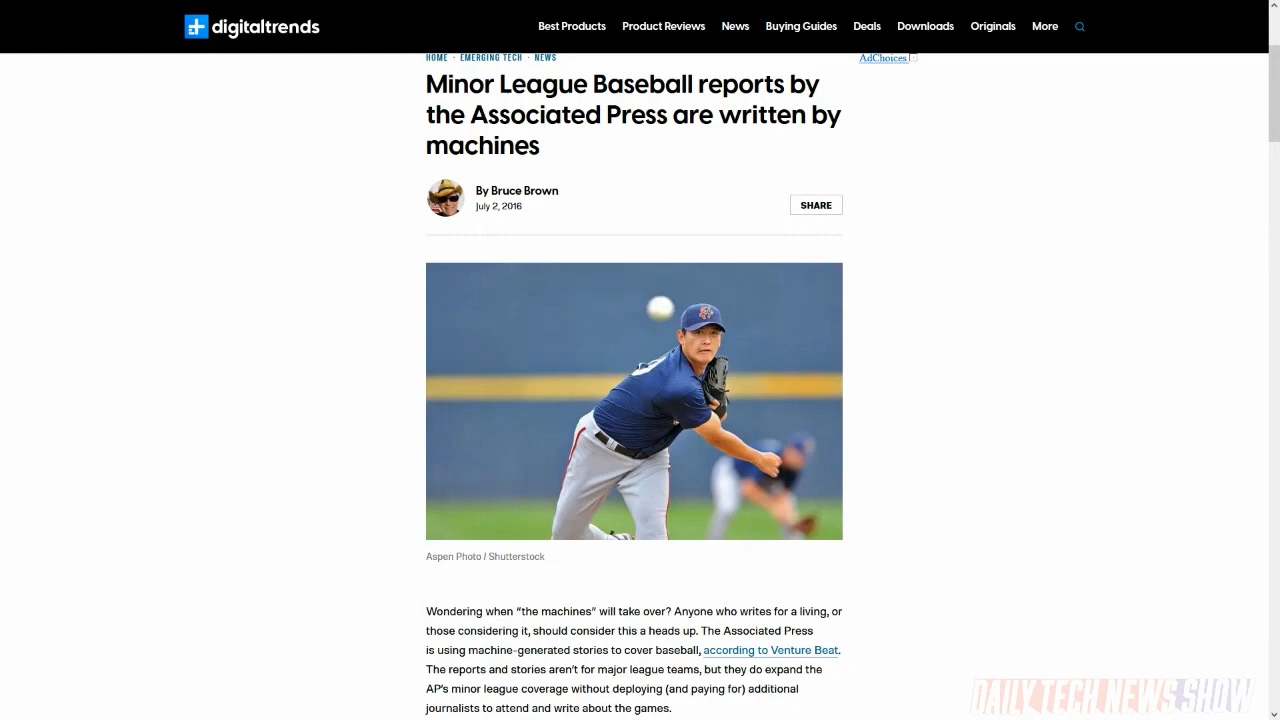 digitaltrends
Best Products Product Reviews News Buying Guides Deals Downloads Originals More
HOME · EMERGING TECH · NEWS
AdChoices
Minor League Baseball reports by
the Associated Press are written by
machines
By Bruce Brown
July 2, 2016
SHARE
Aspen Photo / Shutterstock
Wondering when “the machines” will take over? Anyone who writes for a living, or
those considering it, should consider this a heads up. The Associated Press
is using machine-generated stories to cover baseball, according to Venture Beat.
The reports and stories aren’t for major league teams, but they do expand the
AP’s minor league coverage without deploying (and paying for) additional
journalists to attend and write about the games.
DAILY TECH NEWS SHOW